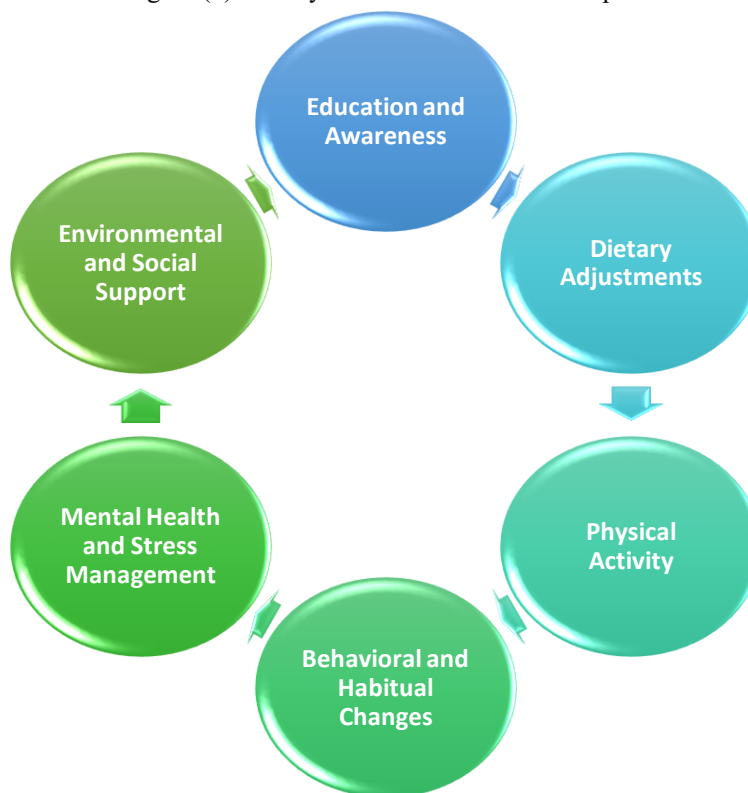 Education and
Awareness
Dietary
Adjustments
Physical
Activity
Behavioral and
Habitual
Changes
Mental Health
and Stress
Management
Environmental
and Social
Support